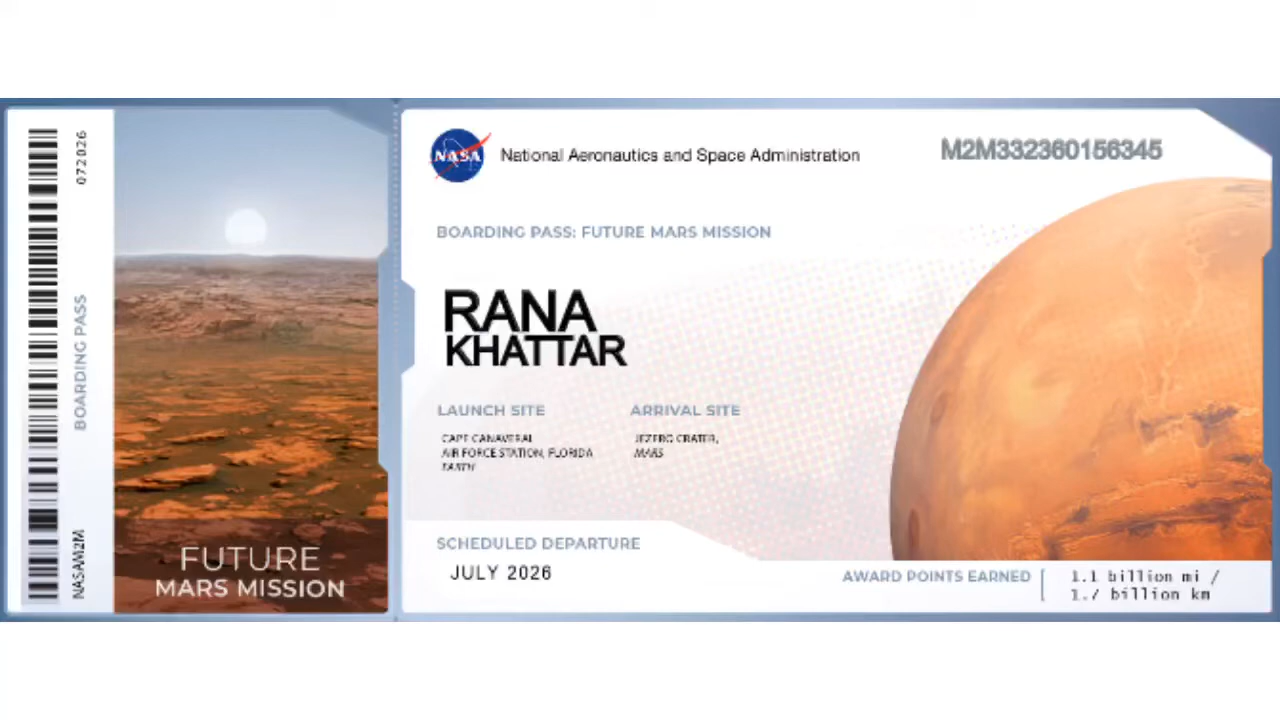 072026
BOARDING PASS
NASAM2M
FUTURE
MARS MISSION
NASA
National Aeronautics and Space Administration
M2M332360156345
BOARDING PASS: FUTURE MARS MISSION
RANA
KHATTAR
LAUNCH SITE
ARRIVAL SITE
CAPE CANAVERAL
AIR FORCE STATION, FLORIDA
EARTH
JEZERO CRATER,
MARS
SCHEDULED DEPARTURE
JULY 2026
AWARD POINTS EARNED
1.1 billion mi /
1.7 billion km